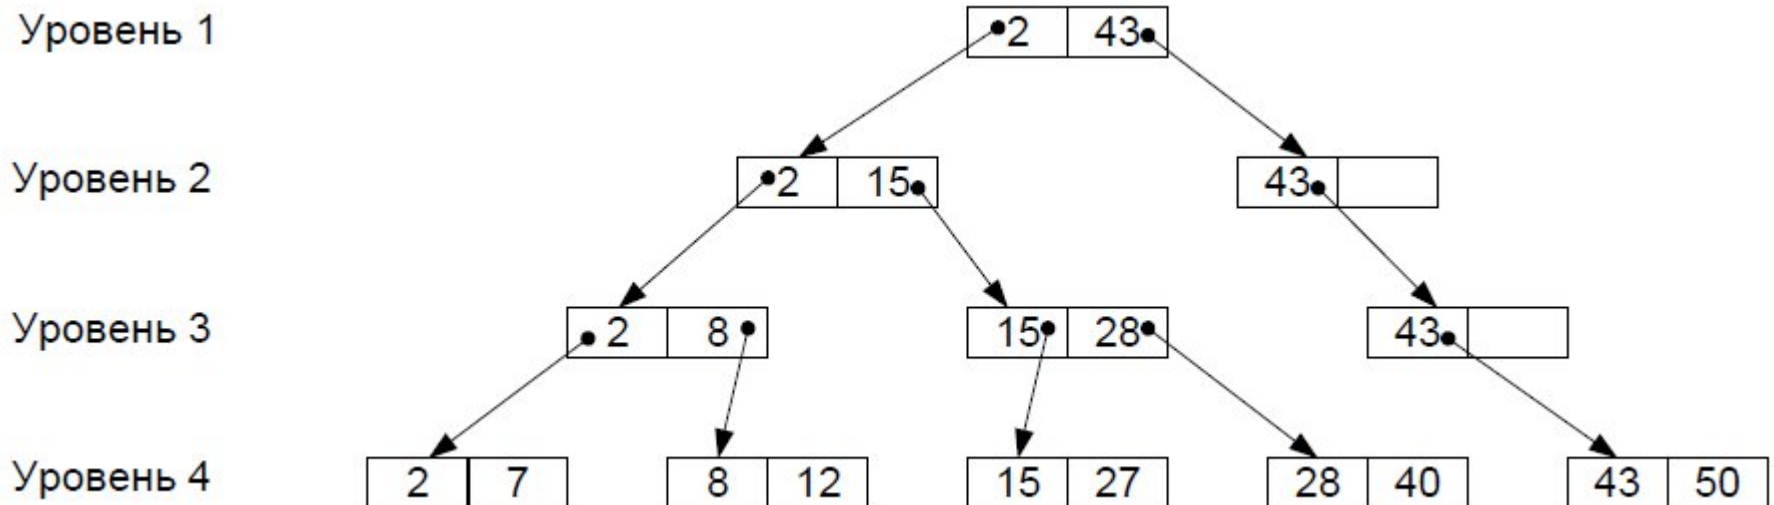 Уровень 1 2 43
Уровень 2 2 15 43
Уровень 3 2 8 15 28 43
Уровень 4 2 7 8 12 15 27 28 40 43 50